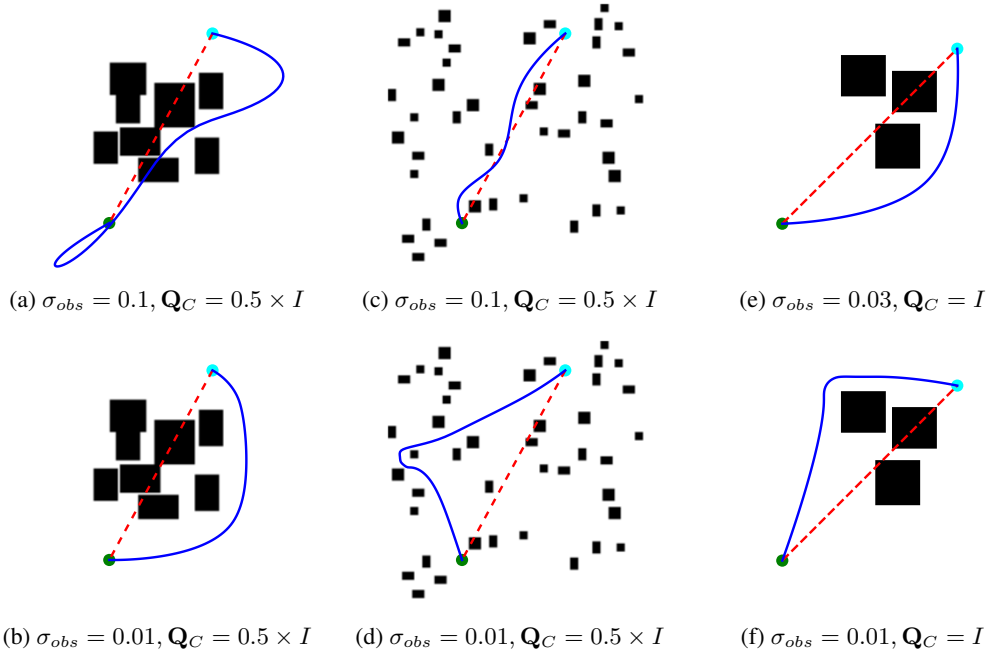 (a) σ_obs = 0.1, Q_C = 0.5 × I
(c) σ_obs = 0.1, Q_C = 0.5 × I
(e) σ_obs = 0.03, Q_C = I
(b) σ_obs = 0.01, Q_C = 0.5 × I
(d) σ_obs = 0.01, Q_C = 0.5 × I
(f) σ_obs = 0.01, Q_C = I